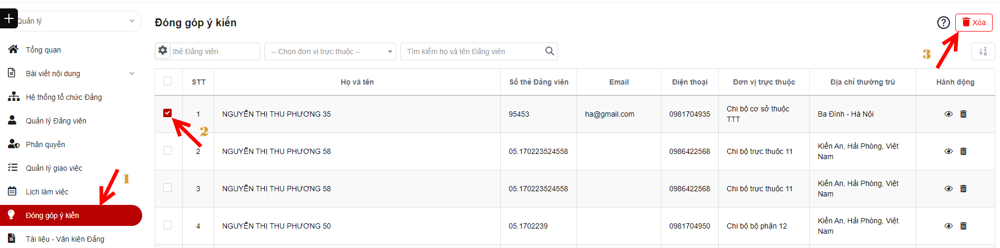 Quản lý
Đóng góp ý kiến
Xóa
thẻ Đảng viên
-- Chọn đơn vị trực thuộc --
Tìm kiếm họ và tên Đảng viên
3
Z
A
Tổng quan
Bài viết nội dung
Hệ thống tổ chức Đảng
Quản lý Đảng viên
Phân quyền
Quản lý giao việc
Lịch làm việc
1
Đóng góp ý kiến
Tài liệu - Văn kiện Đảng
STT Họ và tên Số thẻ Đảng viên Email Điện thoại Đơn vị trực thuộc Địa chỉ thường trú Hành động
1 NGUYỄN THỊ THU PHƯƠNG 35 95453 ha@gmail.com 0981704935 Chi bộ cơ sở thuộc TTT Ba Đình - Hà Nội
2
2 NGUYỄN THỊ THU PHƯƠNG 58 05.170223524558 0986422568 Chi bộ trực thuộc 11 Kiến An, Hải Phòng, Việt Nam
3 NGUYỄN THỊ THU PHƯƠNG 58 05.170223524558 0986422568 Chi bộ trực thuộc 11 Kiến An, Hải Phòng, Việt Nam
4 NGUYỄN THỊ THU PHƯƠNG 50 05.1702239 0981704950 Chi bộ bộ phận 12 Kiến An, Hải Phòng, Việt Nam